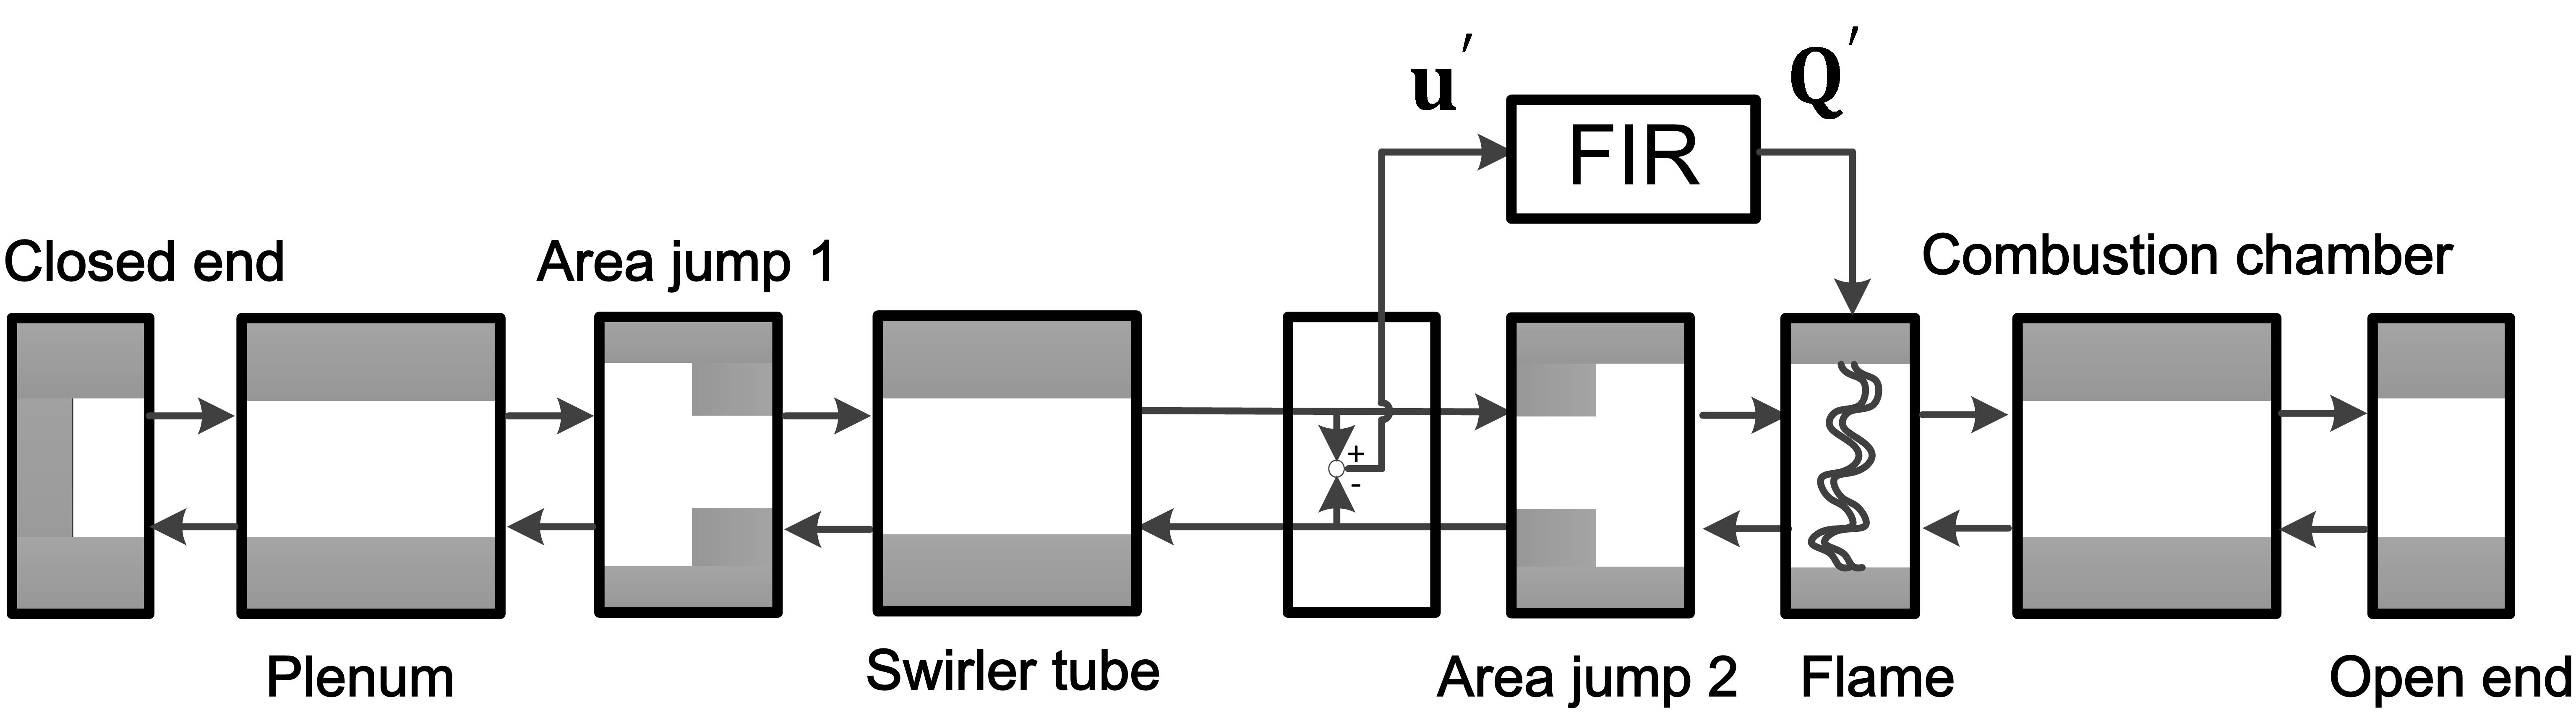 u′
Q′
FIR
Closed end
Area jump 1
Combustion chamber
+
-
Plenum
Swirler tube
Area jump 2
Flame
Open end